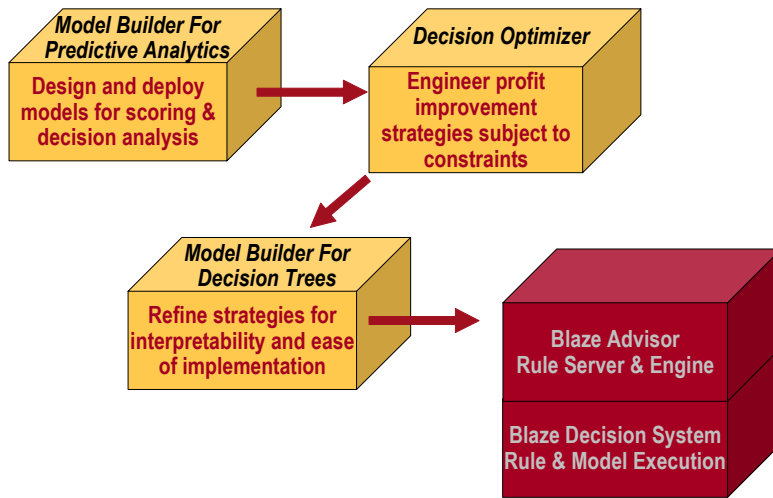 Model Builder For
Predictive Analytics
Design and deploy
models for scoring &
decision analysis
Decision Optimizer
Engineer profit
improvement
strategies subject to
constraints
Model Builder For
Decision Trees
Refine strategies for
interpretability and ease
of implementation
Blaze Advisor
Rule Server & Engine
Blaze Decision System
Rule & Model Execution